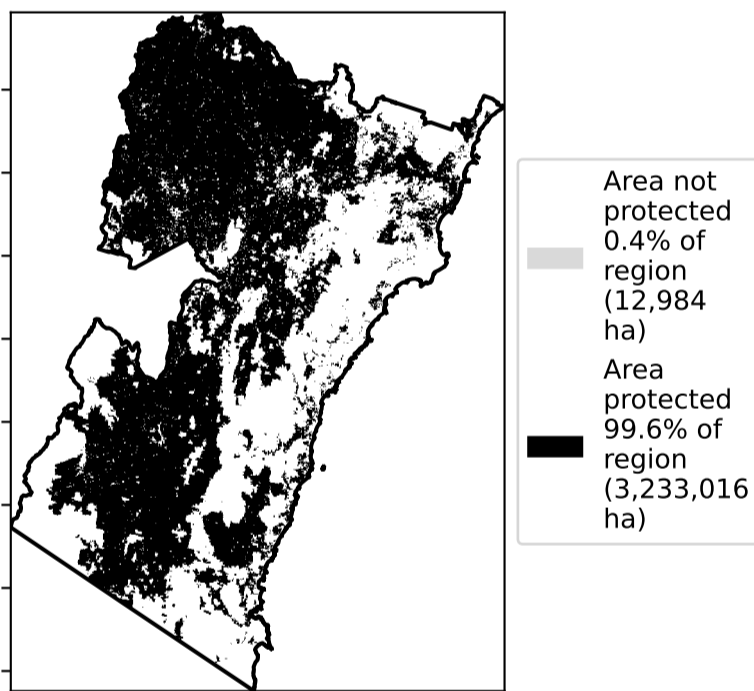 Area not
protected
0.4% of
region
(12,984
ha)
Area
protected
99.6% of
region
(3,233,016
ha)